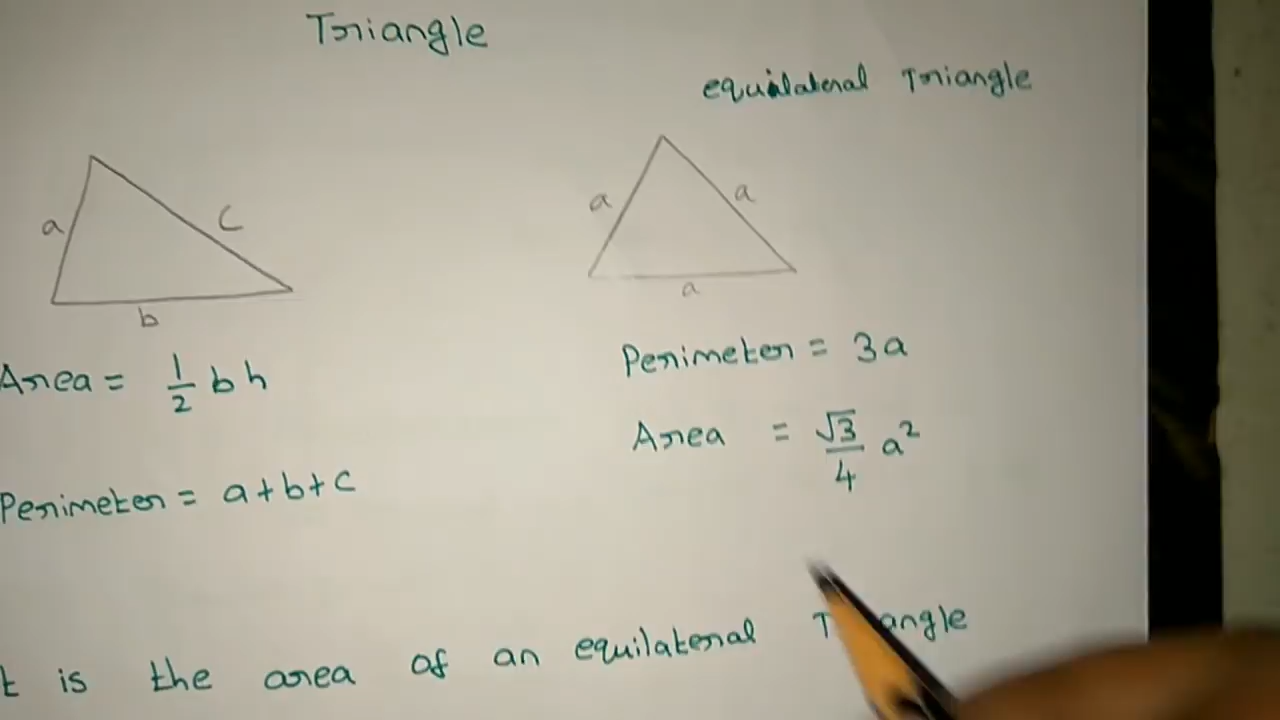 Triangle
equilateral Triangle
a
c
b
Area = 1/2 bh
Perimeter = a+b+c
a
a
a
Perimeter = 3a
Area = √3/4 a²
is the area of an equilateral angle